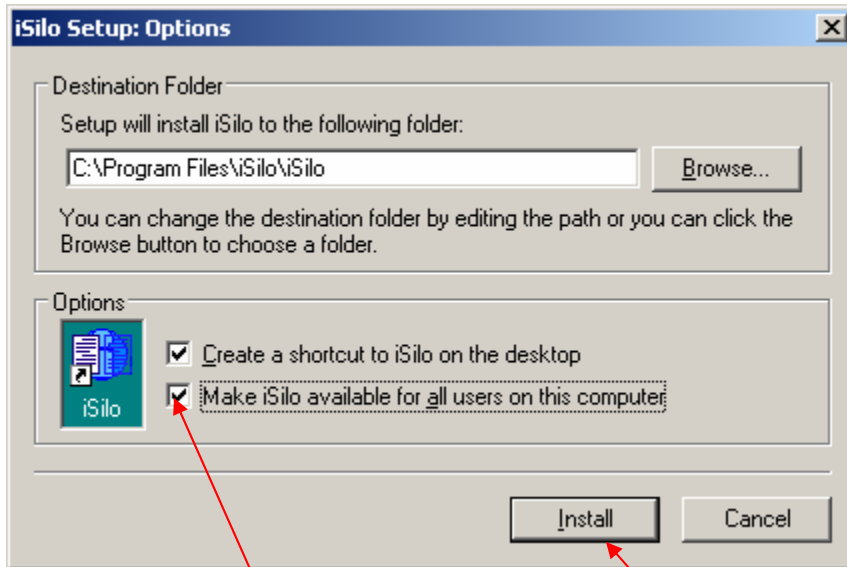 iSilo Setup: Options
Destination Folder
Setup will install iSilo to the following folder:
C:\Program Files\iSilo\iSilo
Browse...
You can change the destination folder by editing the path or you can click the
Browse button to choose a folder.
Options
iSilo
Create a shortcut to iSilo on the desktop
Make iSilo available for all users on this computer
Install
Cancel